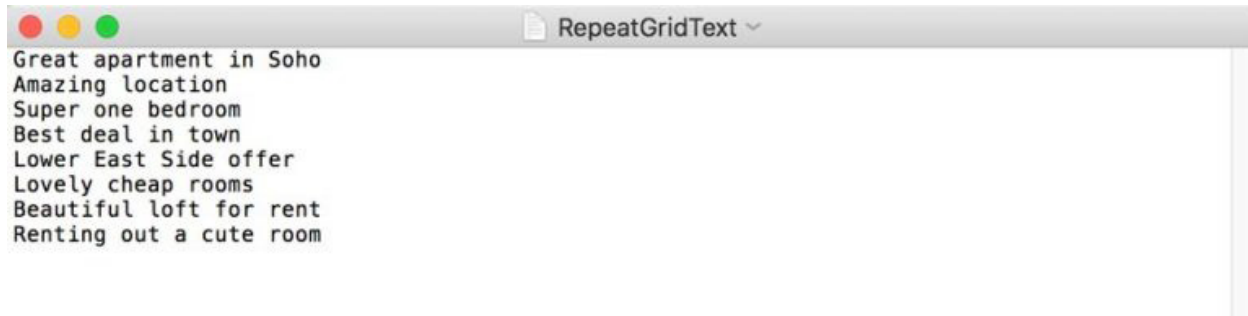 RepeatGridText
Great apartment in Soho
Amazing location
Super one bedroom
Best deal in town
Lower East Side offer
Lovely cheap rooms
Beautiful loft for rent
Renting out a cute room